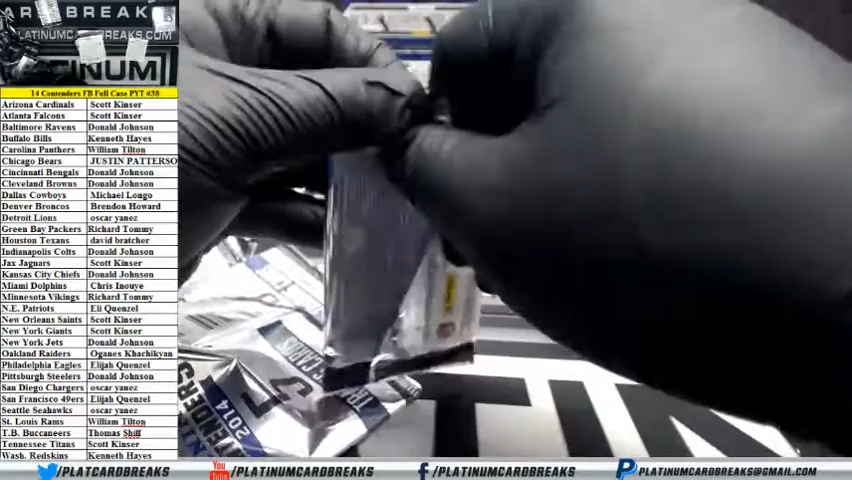 ARDSBREAK
PLATINUMCARDBREAKS.COM
TINUM
14 Contenders FB Full Case PYT #38
Arizona Cardinals Scott Kinser
Atlanta Falcons Scott Kinser
Baltimore Ravens Donald Johnson
Buffalo Bills Kenneth Hayes
Carolina Panthers William Tilton
Chicago Bears JUSTIN PATTERSO
Cincinnati Bengals Donald Johnson
Cleveland Browns Donald Johnson
Dallas Cowboys Michael Longo
Denver Broncos Brendon Howard
Detroit Lions oscar yanez
Green Bay Packers Richard Tommy
Houston Texans david bratcher
Indianapolis Colts Donald Johnson
Jax Jaguars Scott Kinser
Kansas City Chiefs Donald Johnson
Miami Dolphins Chris Inouye
Minnesota Vikings Richard Tommy
N.E. Patriots Eli Quenzel
New Orleans Saints Scott Kinser
New York Giants Scott Kinser
New York Jets Donald Johnson
Oakland Raiders Oganes Khachikyan
Philadelphia Eagles Elijah Quenzel
Pittsburgh Steelers Donald Johnson
San Diego Chargers oscar yanez
San Francisco 49ers Elijah Quenzel
Seattle Seahawks oscar yanez
St. Louis Rams William Tilton
T.B. Buccaneers Thomas Shiff
Tennessee Titans Scott Kinser
Wash. Redskins Kenneth Hayes
CARDS
2014
/PLATCARDBREAKS You Tube /PLATINUMCARDBREAKS /PLATINUMCARDBREAKS PLATINUMCARDBREAKS@GMAIL.COM